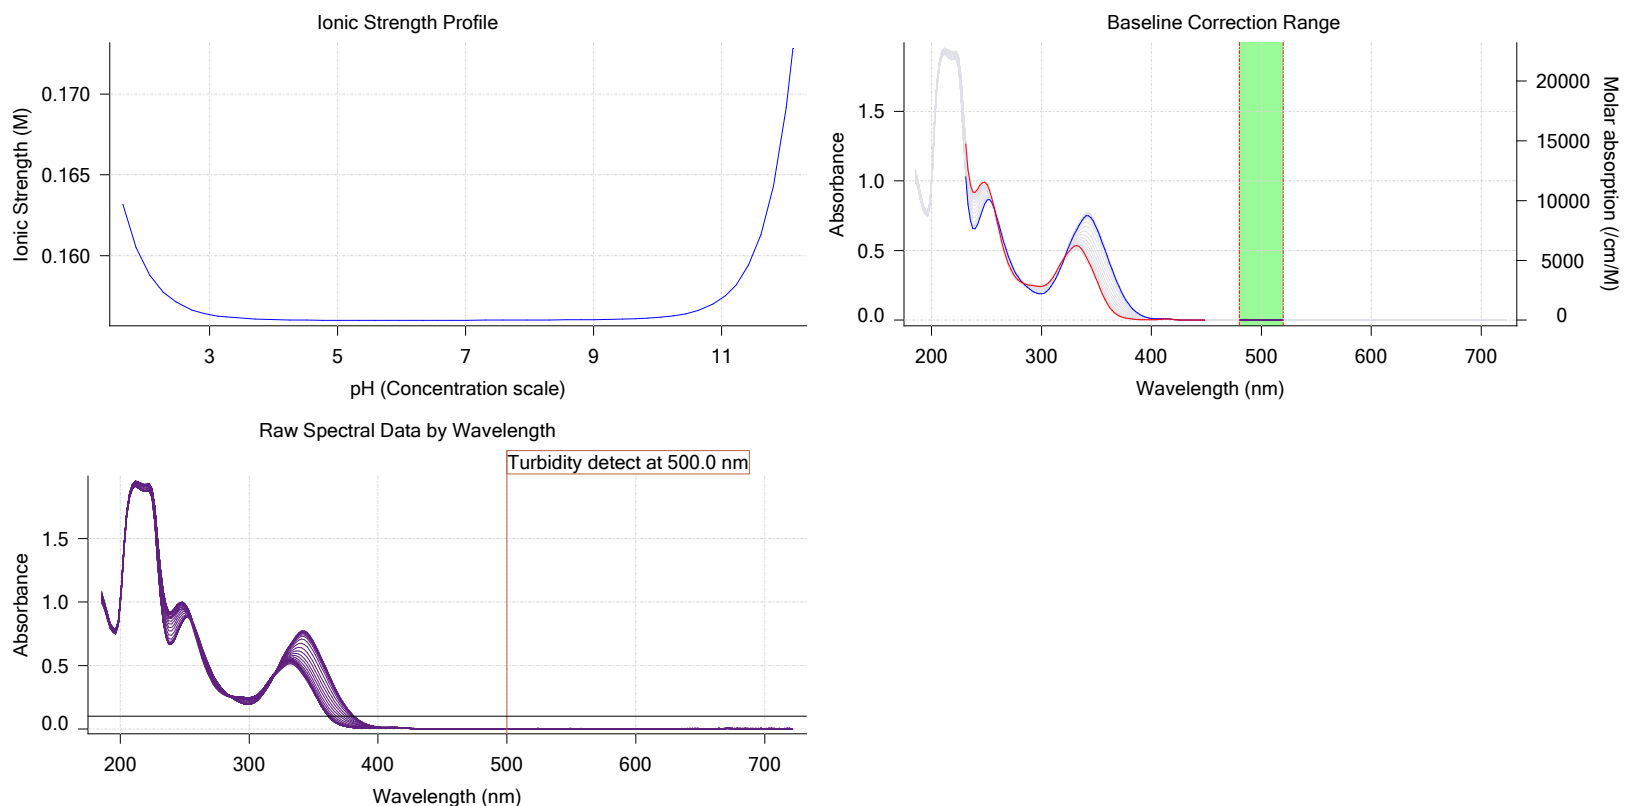 Ionic Strength Profile
Ionic Strength (M)
0.170
0.165
0.160
3 5 7 9 11
pH (Concentration scale)
Baseline Correction Range
Absorbance
1.5
1.0
0.5
0.0
20000
15000
10000
5000
0
Molar absorption (/cm/M)
200 300 400 500 600 700
Wavelength (nm)
Raw Spectral Data by Wavelength
Turbidity detect at 500.0 nm
Absorbance
1.5
1.0
0.5
0.0
200 300 400 500 600 700
Wavelength (nm)